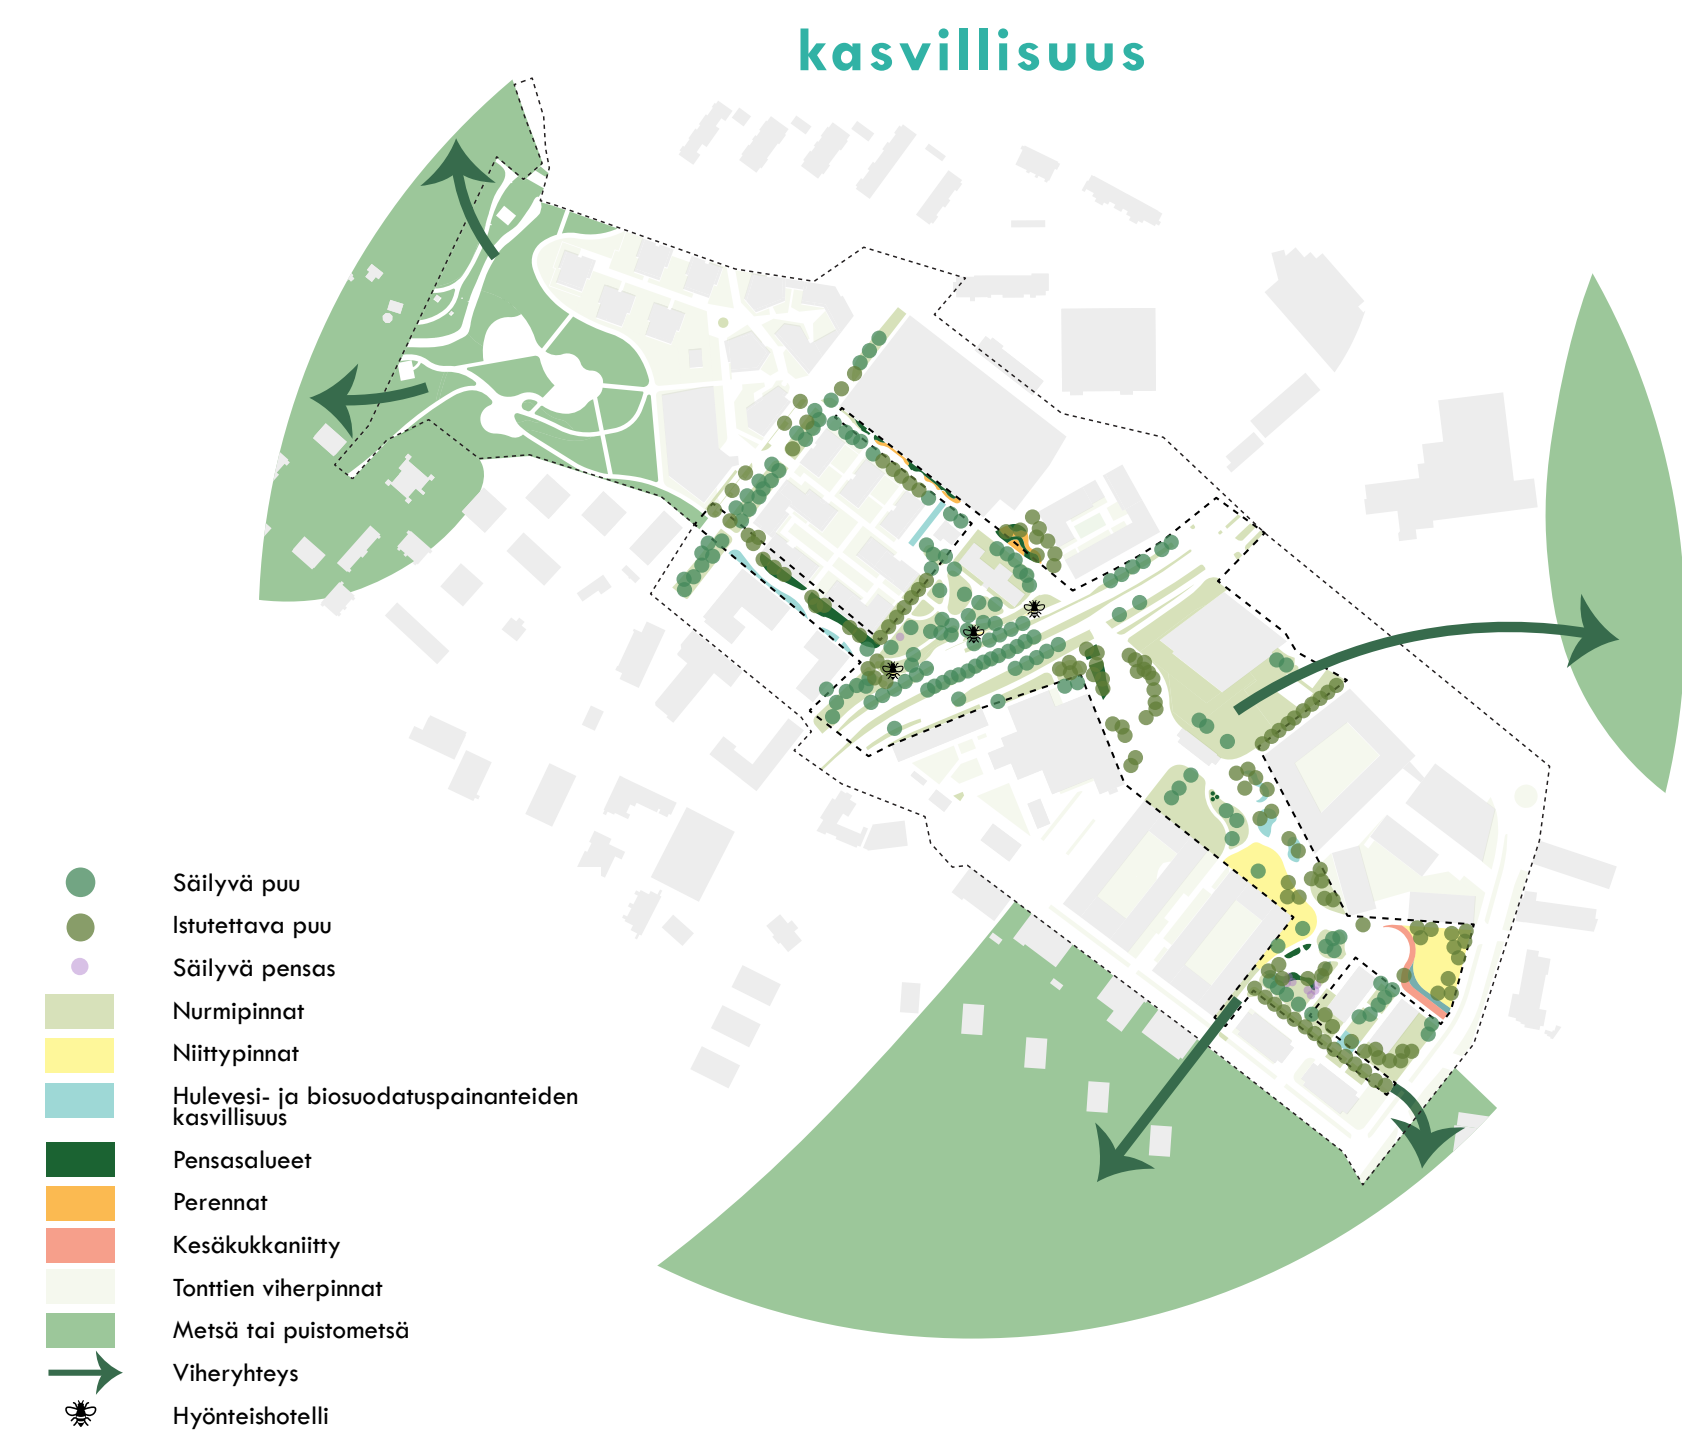 kasvillisuus
Säilyvä puu
Istutettava puu
Säilyvä pensas
Nurmipinnat
Niittypinnat
Hulevesi- ja biosuodatuspainanteiden
kasvillisuus
Pensasalueet
Perennat
Kesäkukkaniitty
Tonttien viherpinnat
Metsä tai puistometsä
Viheryhteys
Hyönteishotelli